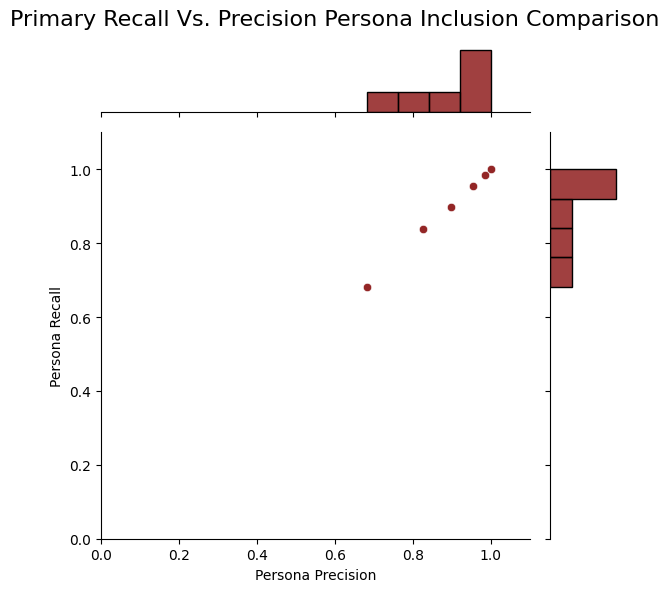 Primary Recall Vs. Precision Persona Inclusion Comparison
1.0
0.8
0.6
0.4
0.2
0.0
Persona Recall
0.0 0.2 0.4 0.6 0.8 1.0
Persona Precision